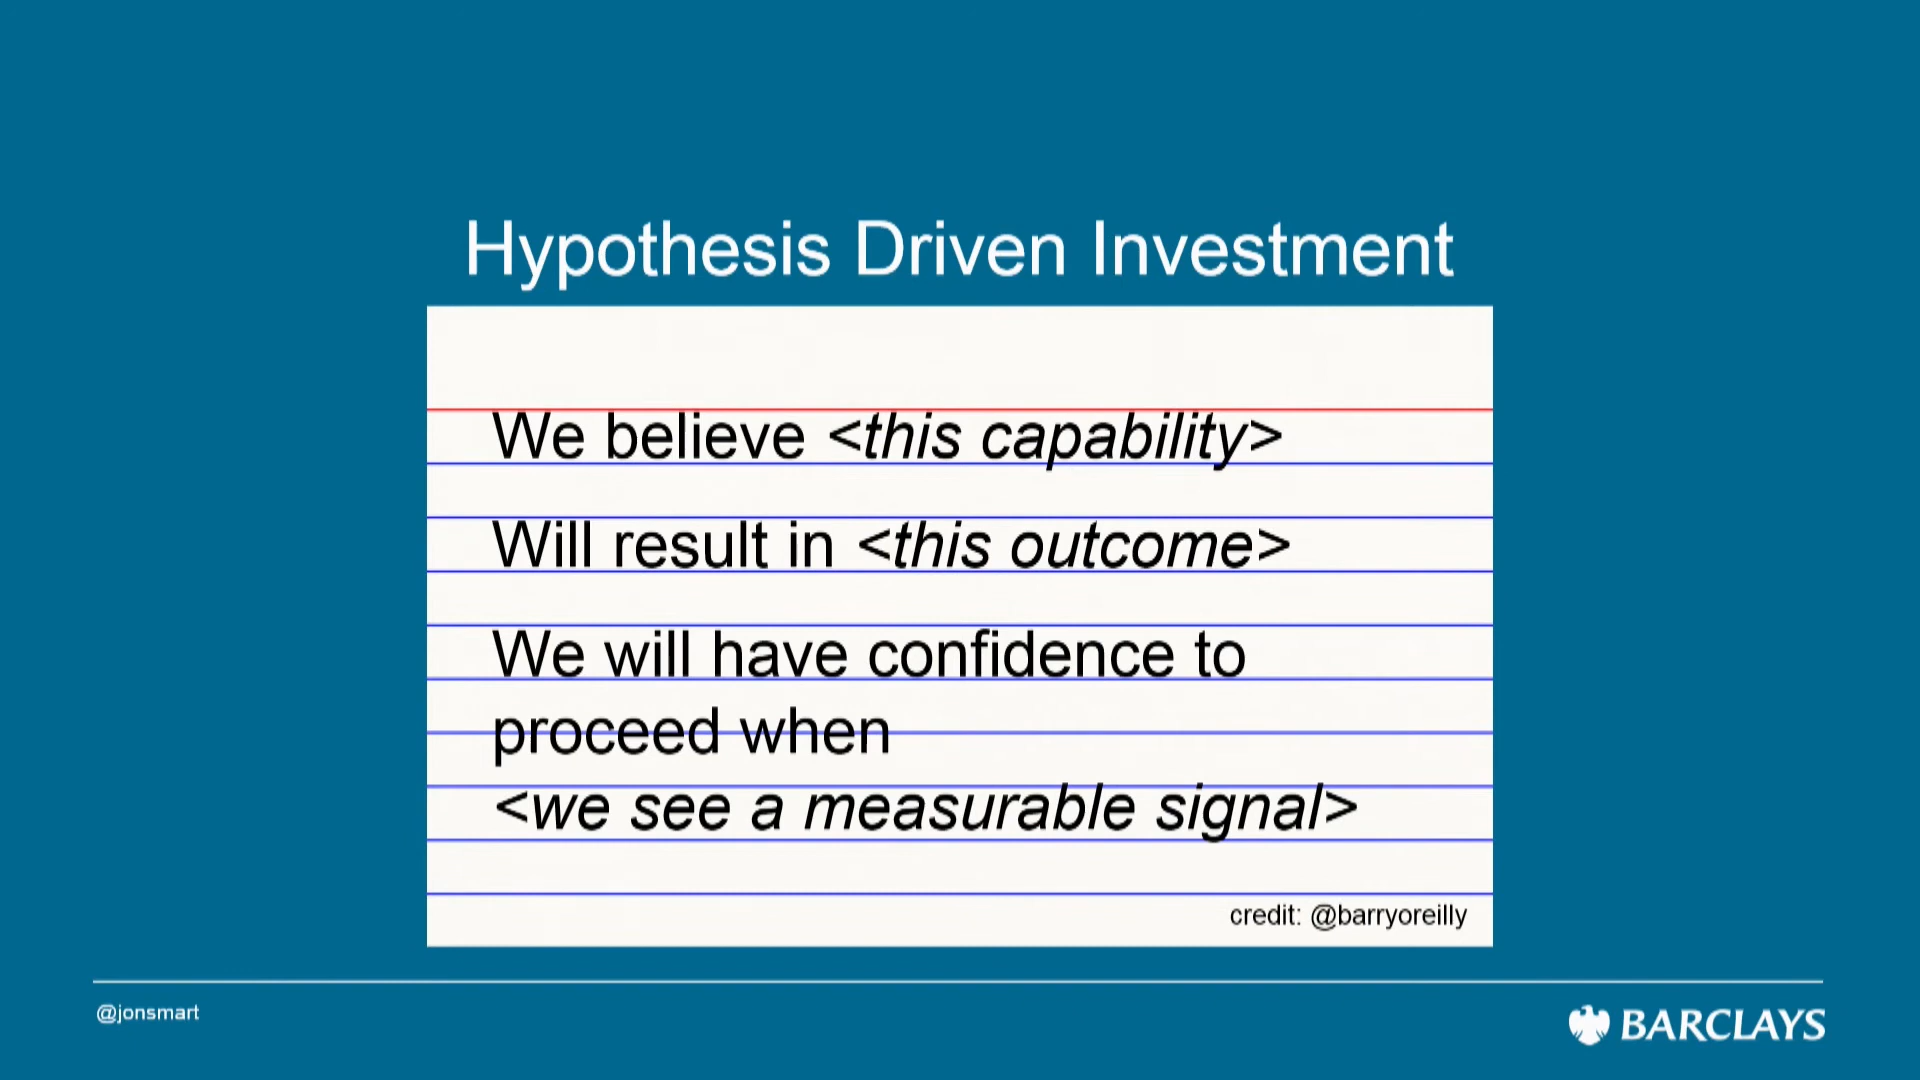 Hypothesis Driven Investment
We believe <this capability>
Will result in <this outcome>
We will have confidence to
proceed when
<we see a measurable signal>
credit: @barryoreilly
@jonsmart
BARCLAYS